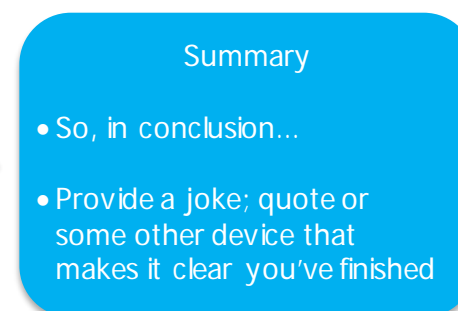 Summary
• So, in conclusion...
• Provide a joke; quote or
some other device that
makes it clear you've finished